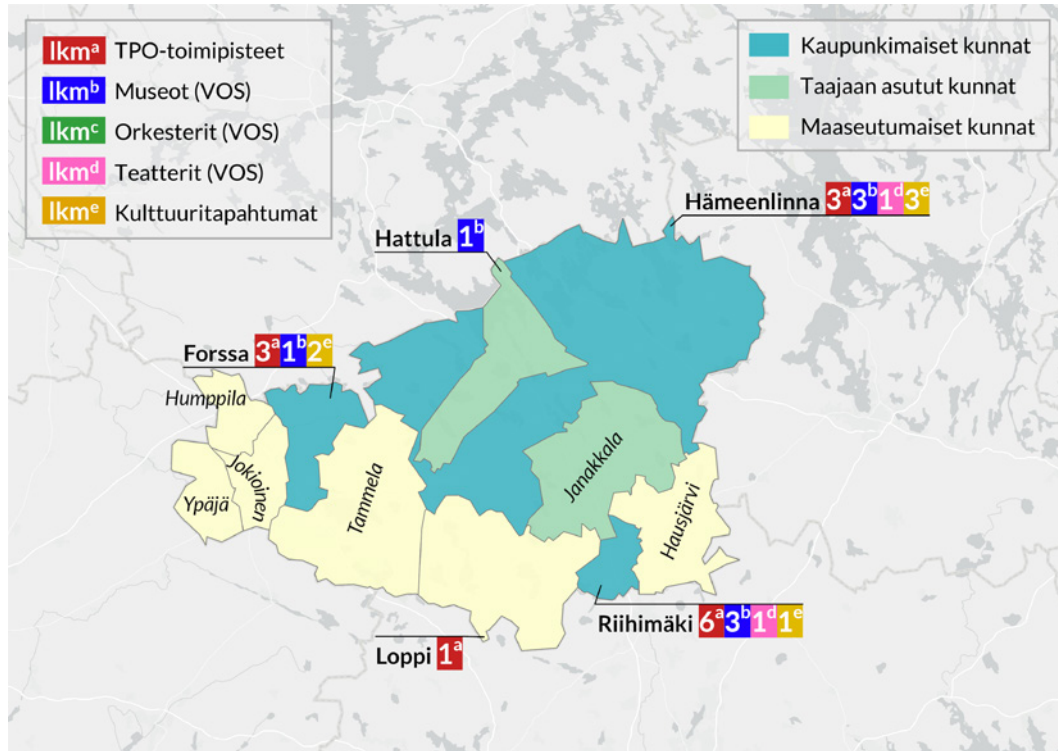 lkmᵃ TPO-toimipisteet
lkmᵇ Museot (VOS)
lkmᶜ Orkesterit (VOS)
lkmᵈ Teatterit (VOS)
lkmᵉ Kulttuuritapahtumat
Kaupunkimaiset kunnat
Taajaan asutut kunnat
Maaseutumaiset kunnat
Hämeenlinna 3ᵃ 3ᵇ 1ᵈ 3ᵉ
Hattula 1ᵇ
Forssa 3ᵃ 1ᵇ 2ᵉ
Humppila
Jokioinen
Ypäjä
Tammela
Janakkala
Hausjärvi
Riihimäki 6ᵃ 3ᵇ 1ᵈ 1ᵉ
Loppi 1ᵃ